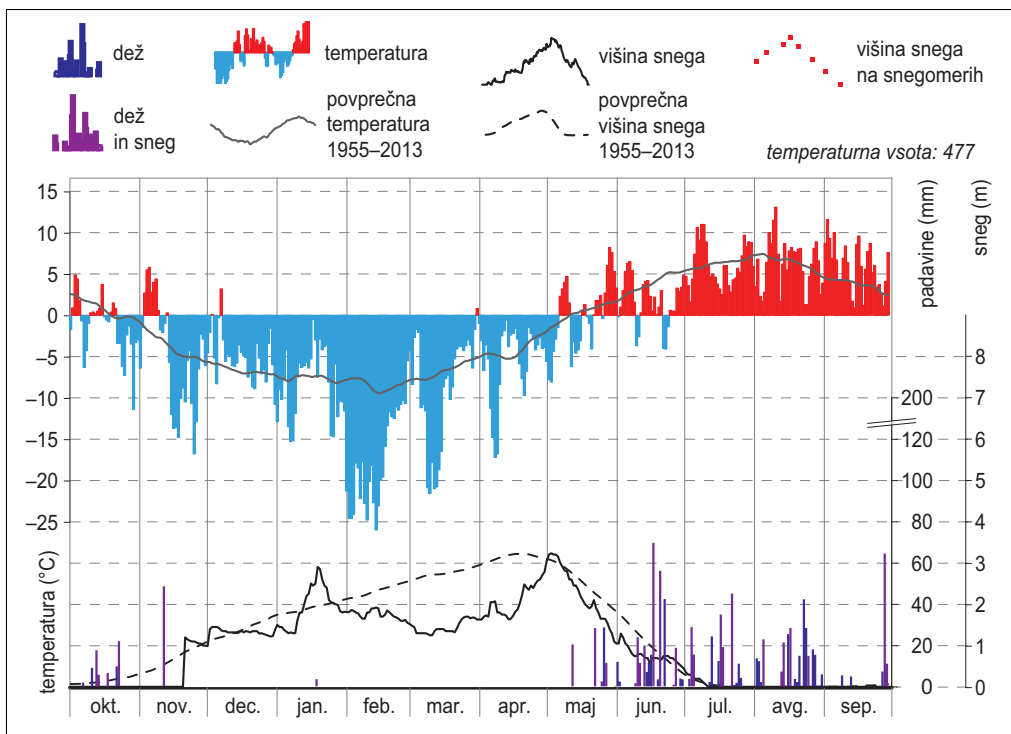 dež
temperatura
višina snega
višina snega
na snegomerih
dež
in sneg
povprečna
temperatura
1955–2013
povprečna
višina snega
1955–2013
temperaturna vsota: 477
15
10
5
0
–5
–10
–15
–20
–25
temperatura (°C)
padavine (mm)
200
120
100
80
60
40
20
0
sneg (m)
8
7
6
5
4
3
2
1
0
okt.
nov.
dec.
jan.
feb.
mar.
apr.
maj
jun.
jul.
avg.
sep.